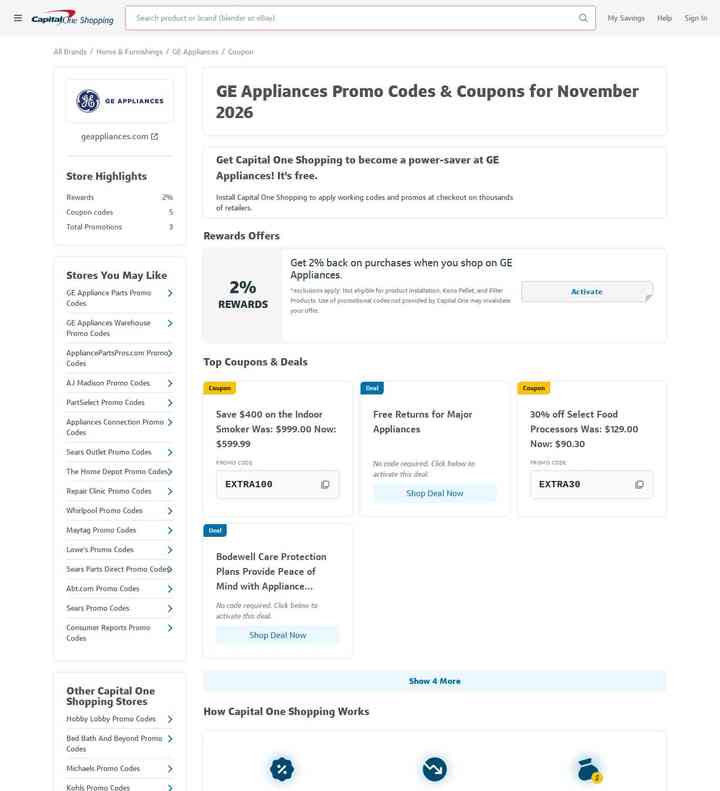 Capital One Shopping
Search product or brand (blender or eBay)
My Savings
Help
Sign In
All Brands / Home & Furnishings / GE Appliances / Coupon
GE APPLIANCES
geappliances.com
Store Highlights
Rewards 2%
Coupon codes 5
Total Promotions 3
Stores You May Like
GE Appliance Parts Promo
Codes
GE Appliances Warehouse
Promo Codes
AppliancePartsPros.com Promo
Codes
AJ Madison Promo Codes
PartSelect Promo Codes
Appliances Connection Promo
Codes
Sears Outlet Promo Codes
The Home Depot Promo Codes
Repair Clinic Promo Codes
Whirlpool Promo Codes
Maytag Promo Codes
Lowe's Promo Codes
Sears Parts Direct Promo Codes
Abt.com Promo Codes
Sears Promo Codes
Consumer Reports Promo
Codes
Other Capital One
Shopping Stores
Hobby Lobby Promo Codes
Bed Bath And Beyond Promo
Codes
Michaels Promo Codes
Kohls Promo Codes
GE Appliances Promo Codes & Coupons for November
2026
Get Capital One Shopping to become a power-saver at GE
Appliances! It's free.
Install Capital One Shopping to apply working codes and promos at checkout on thousands
of retailers.
Rewards Offers
2%
REWARDS
Get 2% back on purchases when you shop on GE
Appliances.
*exclusions apply: Not eligible for product installation, Kena Pellet, and Filter
Products. Use of promotional codes not provided by Capital One may invalidate
your offer.
Activate
Top Coupons & Deals
Coupon
Save $400 on the Indoor
Smoker Was: $999.00 Now:
$599.99
PROMO CODE
EXTRA100
Deal
Free Returns for Major
Appliances
No code required. Click below to
activate this deal.
Shop Deal Now
Coupon
30% off Select Food
Processors Was: $129.00
Now: $90.30
PROMO CODE
EXTRA30
Deal
Bodewell Care Protection
Plans Provide Peace of
Mind with Appliance...
No code required. Click below to
activate this deal.
Shop Deal Now
Show 4 More
How Capital One Shopping Works